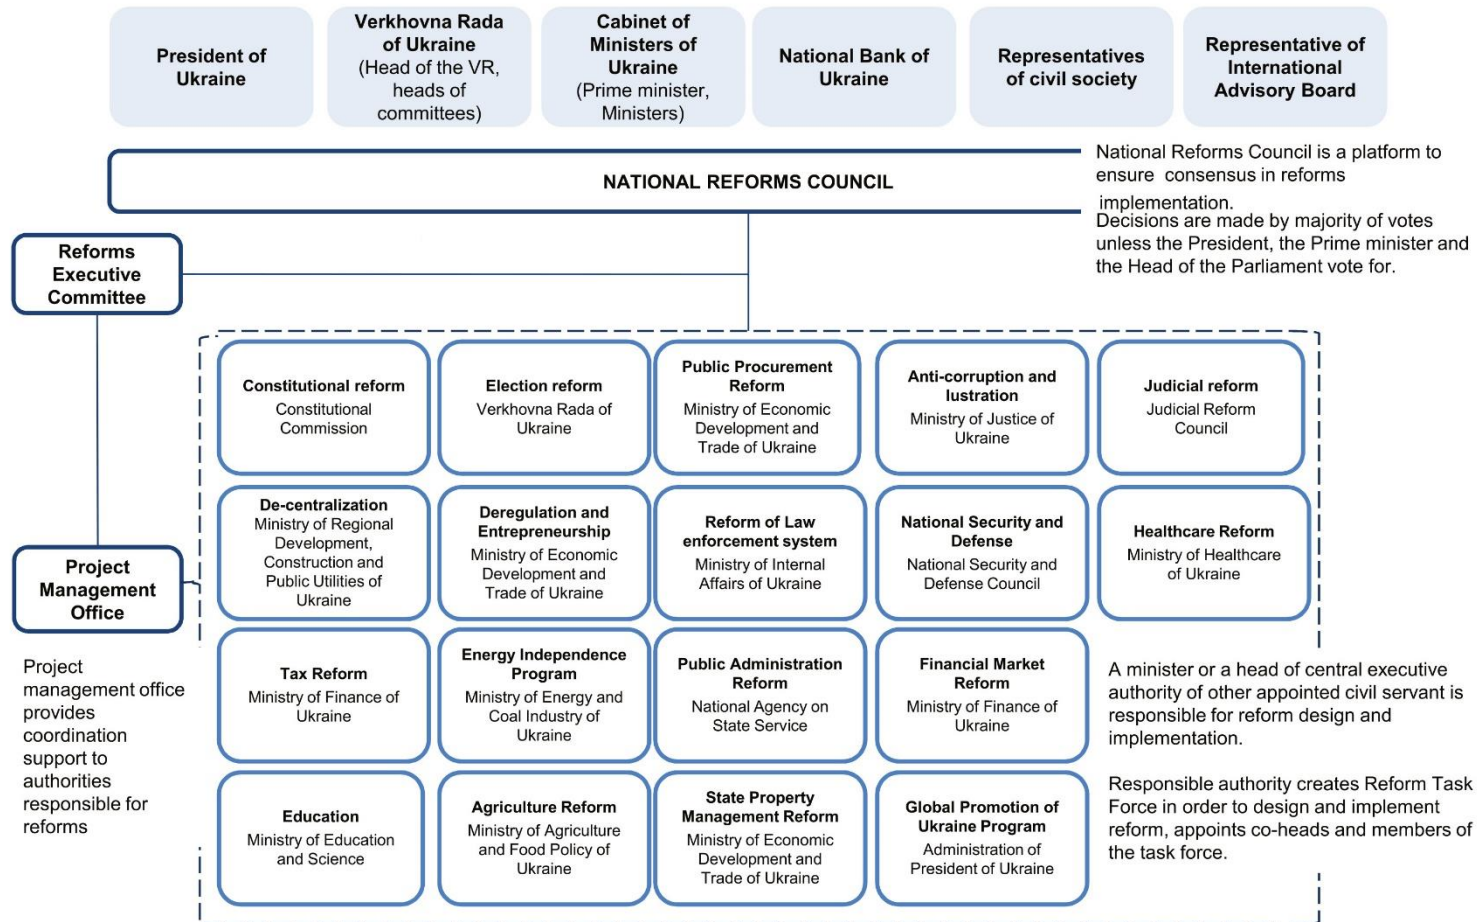 President of
Ukraine
Verkhovna Rada
of Ukraine
(Head of the VR,
heads of
committees)
Cabinet of
Ministers of
Ukraine
(Prime minister,
Ministers)
National Bank of
Ukraine
Representatives
of civil society
Representative of
International
Advisory Board
NATIONAL REFORMS COUNCIL
National Reforms Council is a platform to
ensure consensus in reforms
implementation.
Decisions are made by majority of votes
unless the President, the Prime minister and
the Head of the Parliament vote for.
Reforms
Executive
Committee
Constitutional reform
Constitutional
Commission
Election reform
Verkhovna Rada of
Ukraine
Public Procurement
Reform
Ministry of Economic
Development and
Trade of Ukraine
Anti-corruption and
lustration
Ministry of Justice of
Ukraine
Judicial reform
Judicial Reform
Council
De-centralization
Ministry of Regional
Development,
Construction and
Public Utilities of
Ukraine
Deregulation and
Entrepreneurship
Ministry of Economic
Development and
Trade of Ukraine
Reform of Law
enforcement system
Ministry of Internal
Affairs of Ukraine
National Security and
Defense
National Security and
Defense Council
Healthcare Reform
Ministry of Healthcare
of Ukraine
Project
Management
Office
Project
management office
provides
coordination
support to
authorities
responsible for
reforms
Tax Reform
Ministry of Finance of
Ukraine
Energy Independence
Program
Ministry of Energy and
Coal Industry of
Ukraine
Public Administration
Reform
National Agency on
State Service
Financial Market
Reform
Ministry of Finance of
Ukraine
A minister or a head of central executive
authority of other appointed civil servant is
responsible for reform design and
implementation.
Education
Ministry of Education
and Science
Agriculture Reform
Ministry of Agriculture
and Food Policy of
Ukraine
State Property
Management Reform
Ministry of Economic
Development and
Trade of Ukraine
Global Promotion of
Ukraine Program
Administration of
President of Ukraine
Responsible authority creates Reform Task
Force in order to design and implement
reform, appoints co-heads and members of
the task force.